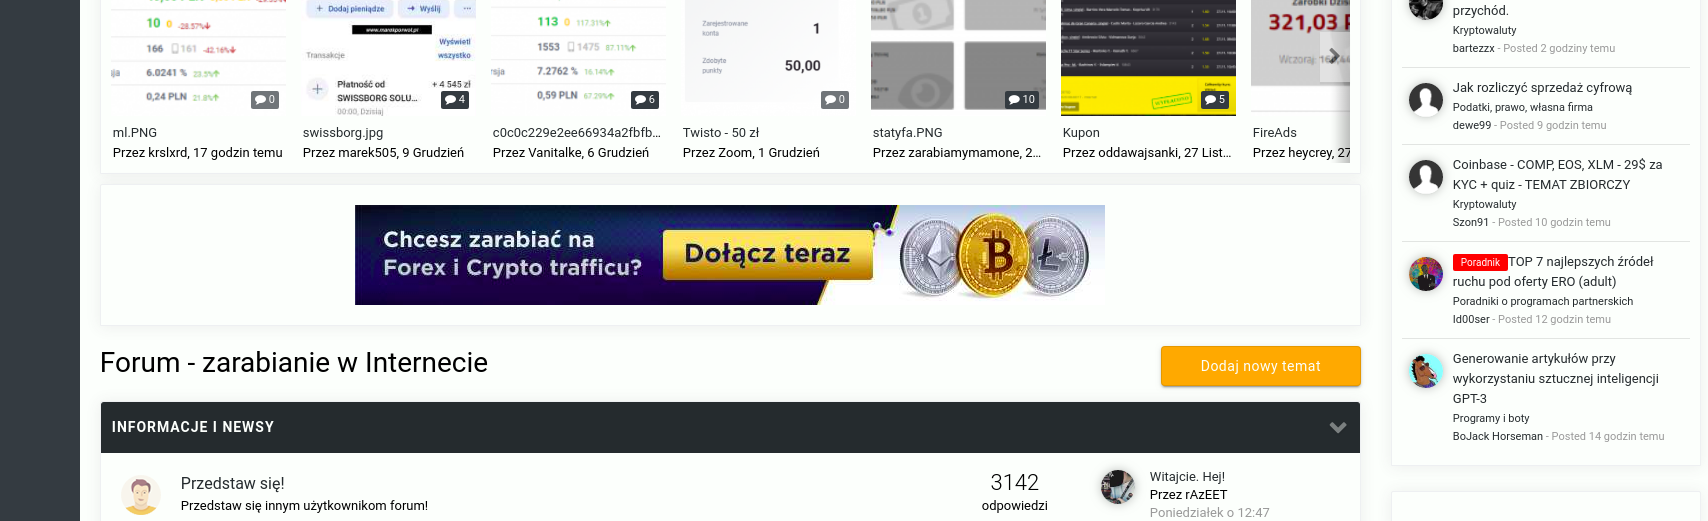 10 0 -28.57%
166 161 -42.16%
6.0241 % 23.5%
0,24 PLN 21.8%
0
ml.PNG
Przez krslxrd, 17 godzin temu
+ Dodaj pieniądze
Wyślij
Wyświetl
wszystko
Transakcje
Płatność od
SWISSBORG SOLU...
+ 4 545 zł
00:00, Dzisiaj
4
swissborg.jpg
Przez marek505, 9 Grudzień
113 0 117.31%
1553 1475 87.11%
rsja 7.2762 % 16.14%
0,59 PLN 67.29%
6
c0c0c229e2ee66934a2fbfb...
Przez Vanitalke, 6 Grudzień
Zarejestrowane
konta
1
Zdobyte
punkty
50,00
0
Twisto - 50 zł
Przez Zoom, 1 Grudzień
10
statyfa.PNG
Przez zarabiamymamone, 2...
5
Kupon
Przez oddawajsanki, 27 List...
321,03
Wczoraj:
FireAds
Przez heycrey, 27
Chcesz zarabiać na
Forex i Crypto trafficu?
Dołącz teraz
Forum - zarabianie w Internecie
Dodaj nowy temat
INFORMACJE I NEWSY
Przedstaw się!
Przedstaw się innym użytkownikom forum!
3142
odpowiedzi
Witajcie. Hej!
Przez rAzEET
Poniedziałek o 12:47
przychód.
Kryptowaluty
bartezzx - Posted 2 godziny temu
Jak rozliczyć sprzedaż cyfrową
Podatki, prawo, własna firma
dewe99 - Posted 9 godzin temu
Coinbase - COMP, EOS, XLM - 29$ za
KYC + quiz - TEMAT ZBIORCZY
Kryptowaluty
Szon91 - Posted 10 godzin temu
Poradnik TOP 7 najlepszych źródeł
ruchu pod oferty ERO (adult)
Poradniki o programach partnerskich
ld00ser - Posted 12 godzin temu
Generowanie artykułów przy
wykorzystaniu sztucznej inteligencji
GPT-3
Programy i boty
BoJack Horseman - Posted 14 godzin temu